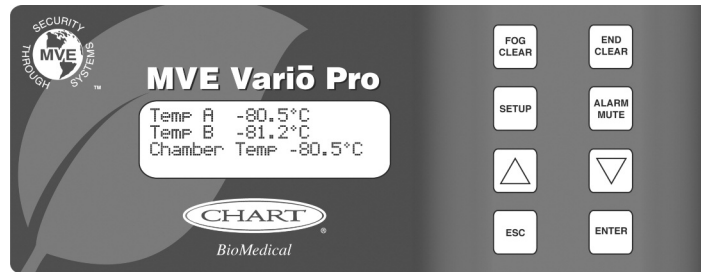 SECURITY
THROUGH
SYSTEMS
MVE
TM
MVE Variō Pro
Temp A -80.5°C
Temp B -81.2°C
Chamber Temp -80.5°C
CHART
®
BioMedical
FOG
CLEAR
END
CLEAR
SETUP
ALARM
MUTE
ESC
ENTER